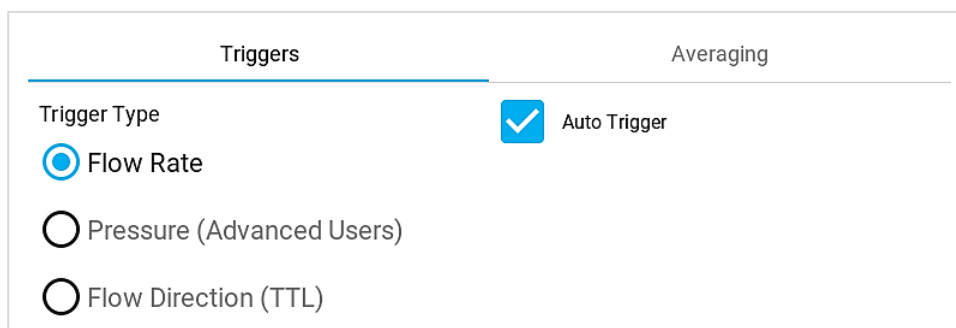 Triggers
Averaging
Trigger Type
Auto Trigger
Flow Rate
Pressure (Advanced Users)
Flow Direction (TTL)